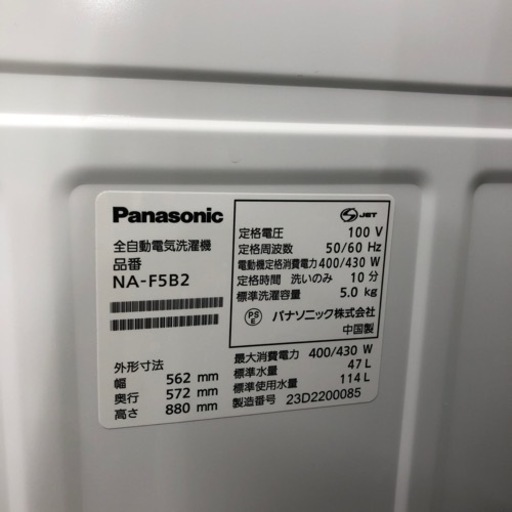 Panasonic
全自動電気洗濯機
品番
NA-F5B2
外形寸法
幅 562 mm
奥行 572 mm
高さ 880 mm
JET
定格電圧 100 V
定格周波数 50/60 Hz
電動機定格消費電力 400/430 W
定格時間 洗いのみ 10 分
標準洗濯容量 5.0 kg
PS E パナソニック株式会社
中国製
最大消費電力 400/430 W
標準水量 47 L
標準使用水量 114 L
製造番号 23D2200085